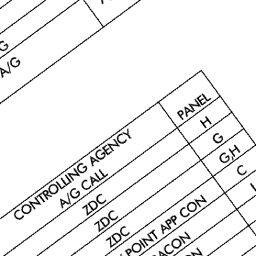 G
A/G
CONTROLLING AGENCY
A/G CALL
PANEL
ZDC
H
ZDC
G
ZDC
G,H
POINT APP CON
C